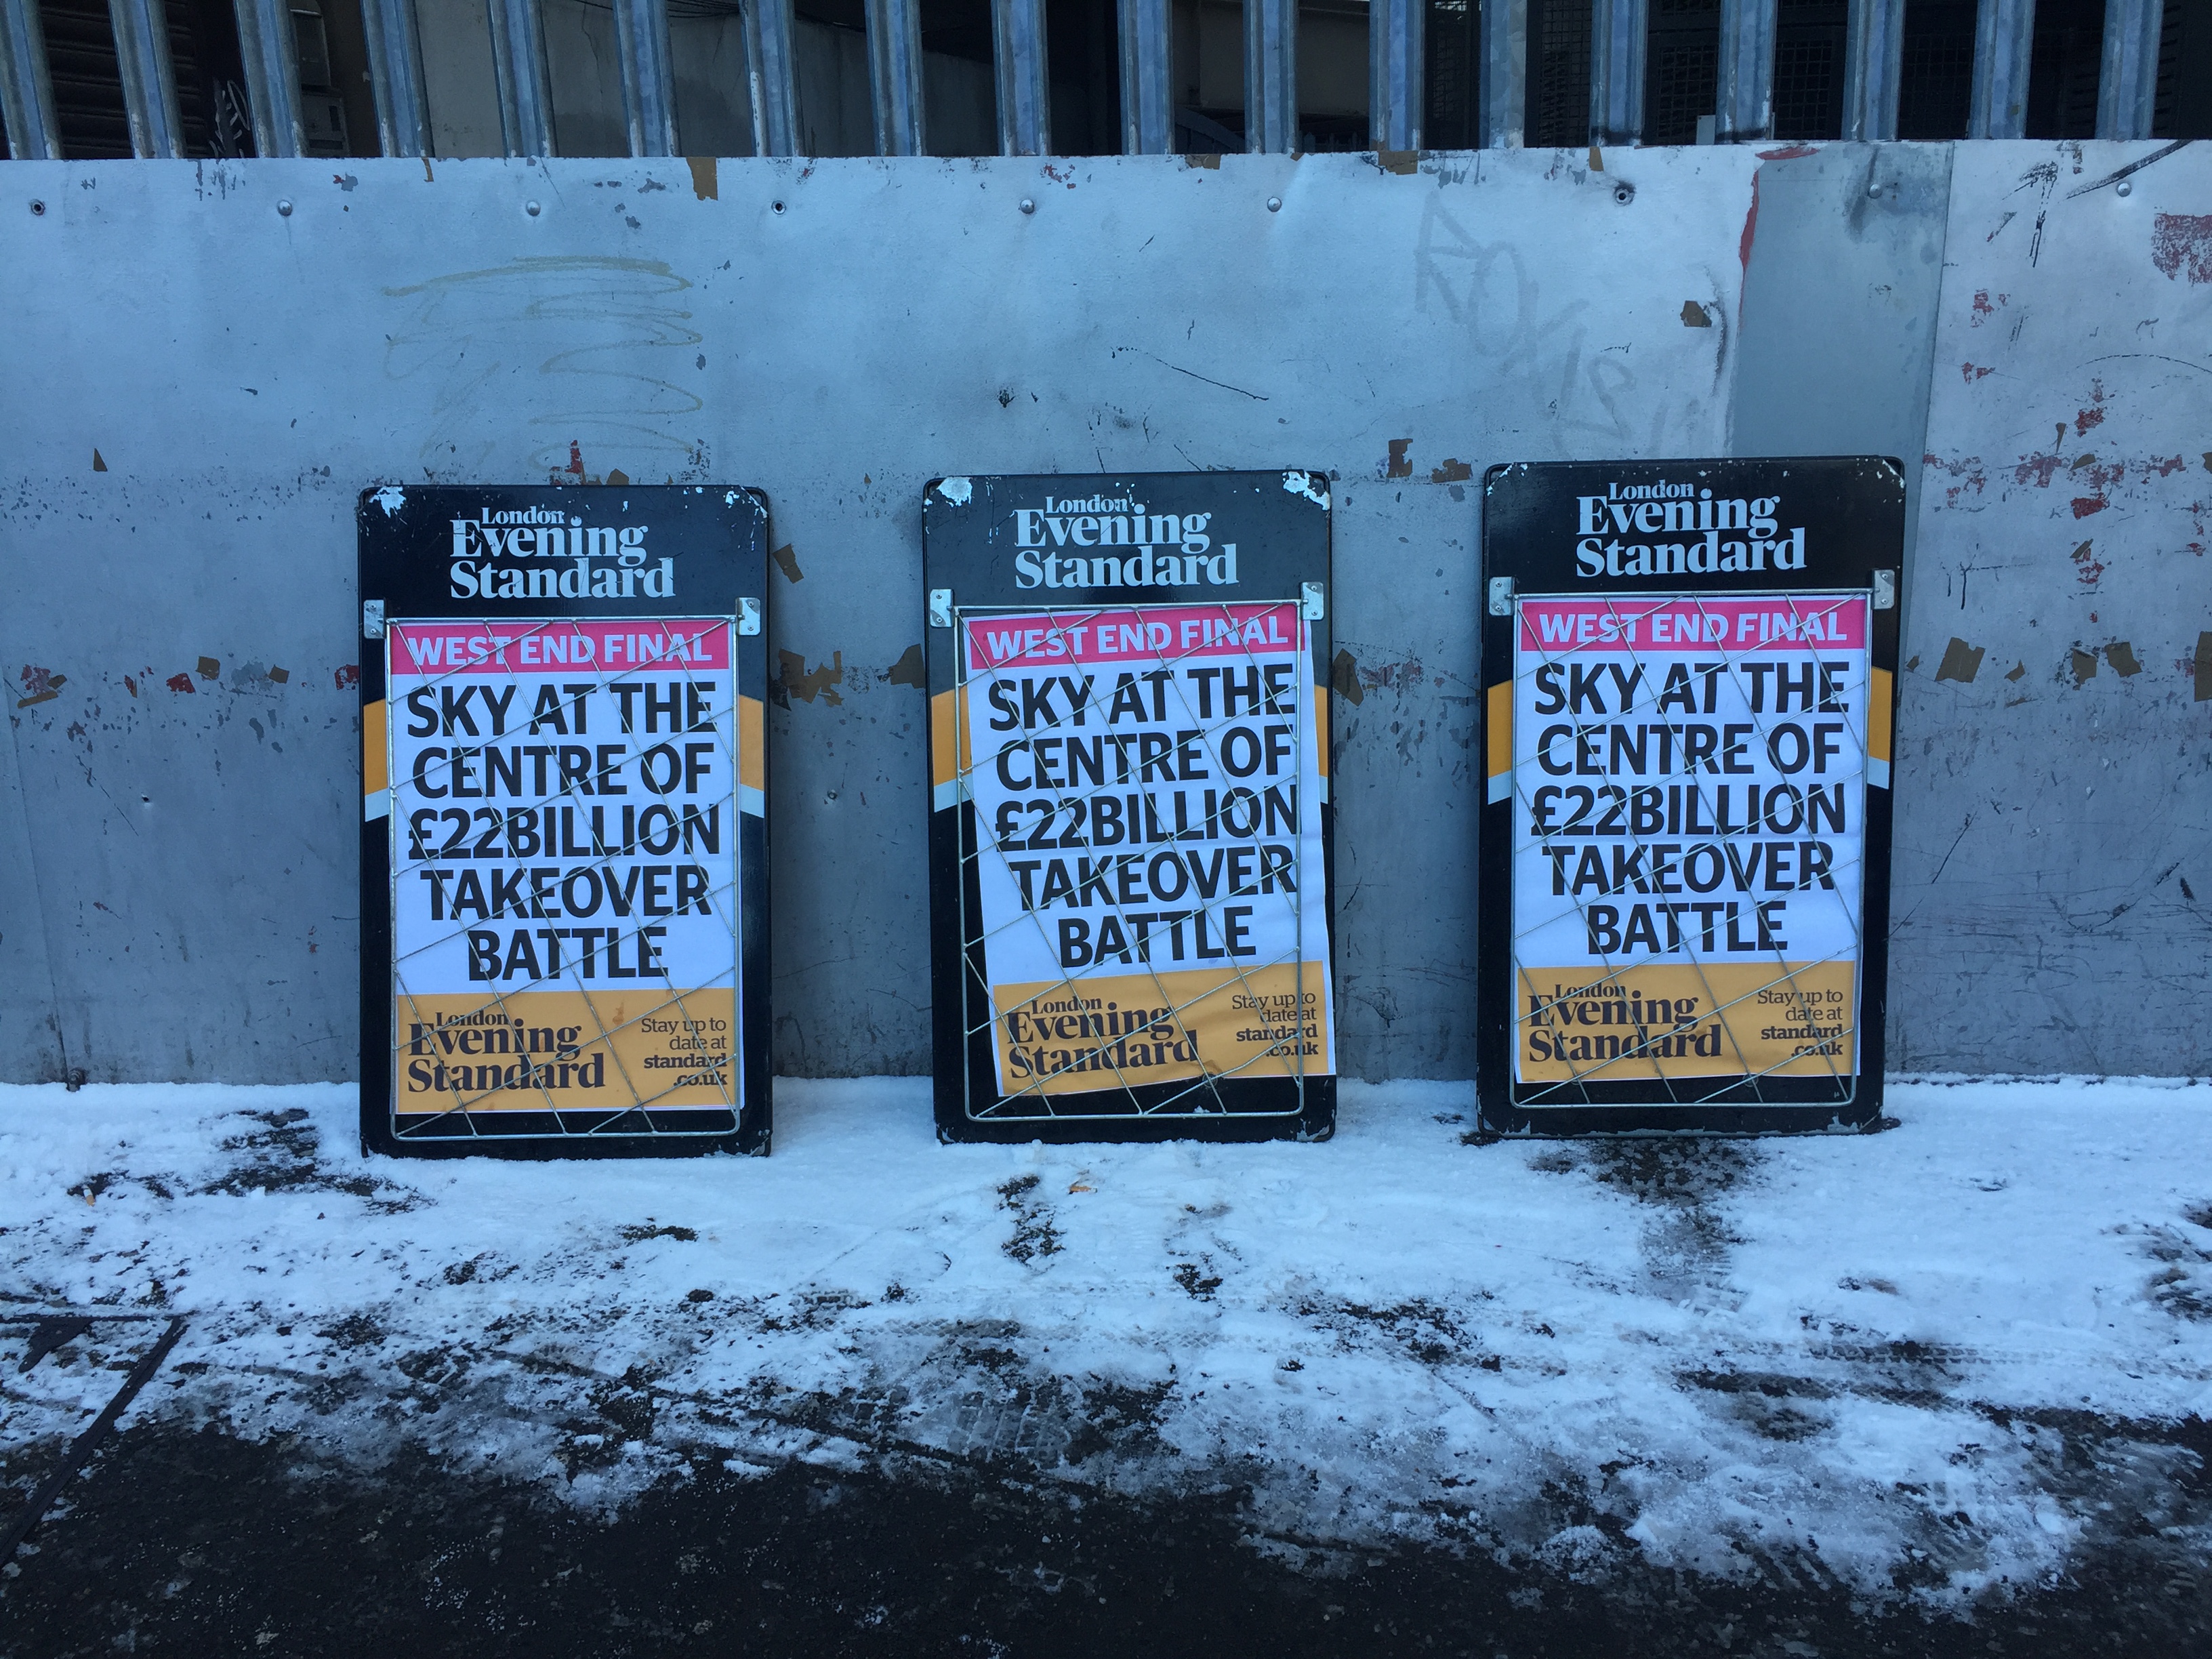 London
Evening
Standard
WEST END FINAL
SKY AT THE
CENTRE OF
£22BILLION
TAKEOVER
BATTLE
London
Evening
Standard
Stay up to
date at
standard
.co.uk
London
Evening
Standard
WEST END FINAL
SKY AT THE
CENTRE OF
£22BILLION
TAKEOVER
BATTLE
London
Evening
Standard
Stay up to
date at
standard
.co.uk
London
Evening
Standard
WEST END FINAL
SKY AT THE
CENTRE OF
£22BILLION
TAKEOVER
BATTLE
London
Evening
Standard
Stay up to
date at
standard
.co.uk